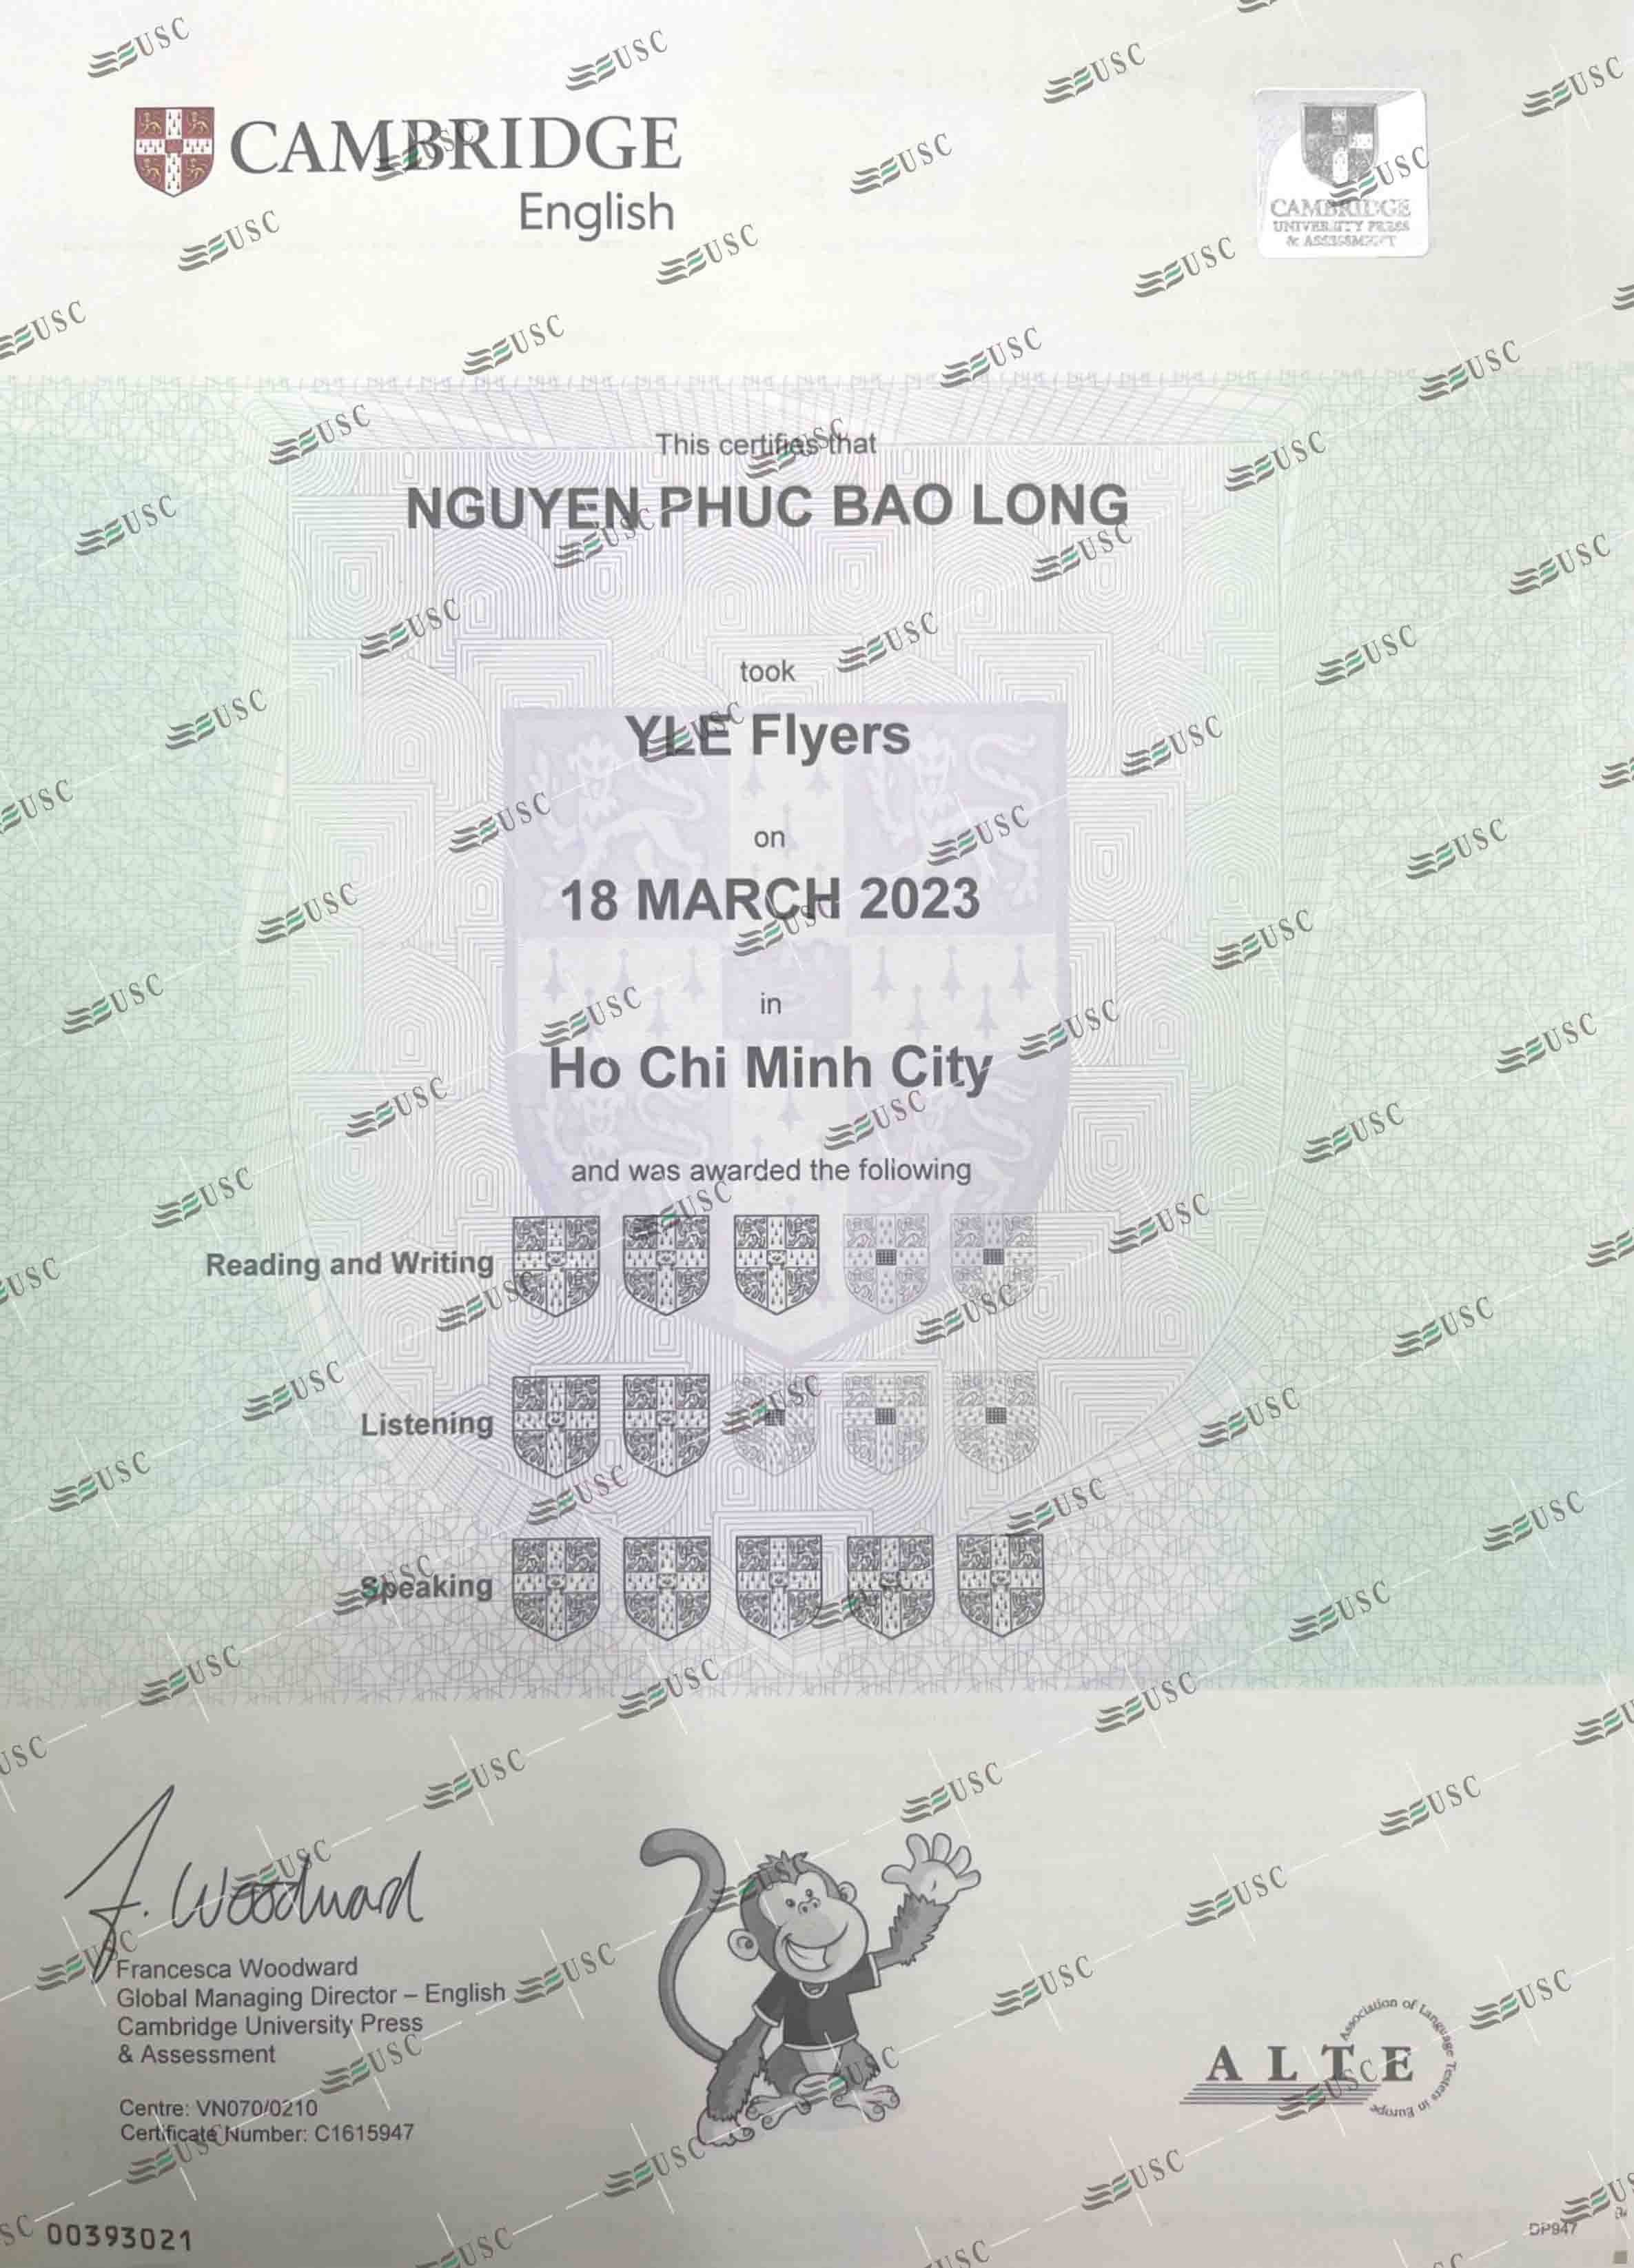 CAMBRIDGE
English
CAMBRIDGE
UNIVERSITY PRESS
& ASSESSMENT
This certifies that
NGUYEN PHUC BAO LONG
took
YLE Flyers
on
18 MARCH 2023
in
Ho Chi Minh City
and was awarded the following
Reading and Writing
Listening
Speaking
F. Woodward
Francesca Woodward
Global Managing Director – English
Cambridge University Press
& Assessment
Centre: VN070/0210
Certificate Number: C1615947
ALTE
Association of Language Testers in Europe
00393021
DP947
USC